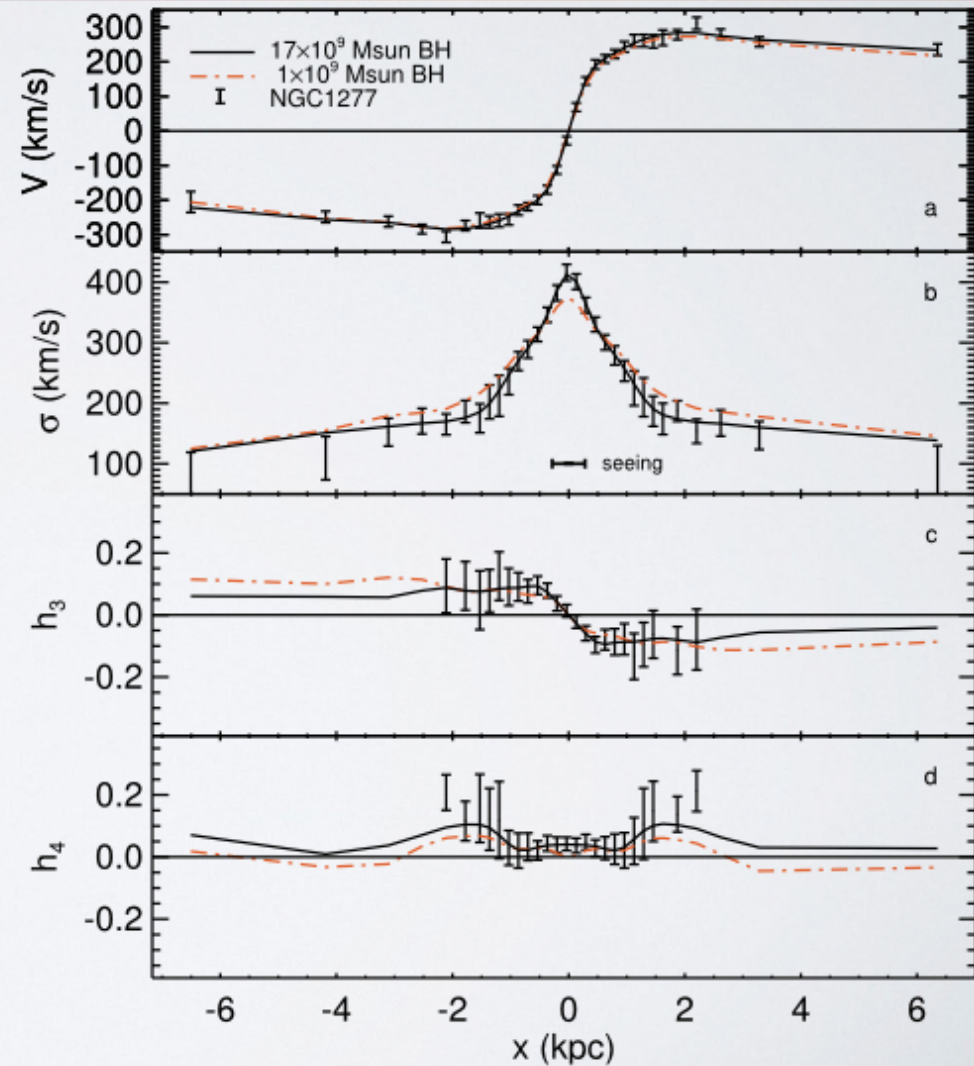 300
200
100
0
-100
-200
-300
V (km/s)
17×10⁹ Msun BH
1×10⁹ Msun BH
NGC1277
a
400
300
200
100
σ (km/s)
b
seeing
0.2
0.0
-0.2
h₃
c
0.2
0.0
-0.2
h₄
d
-6 -4 -2 0 2 4 6
x (kpc)